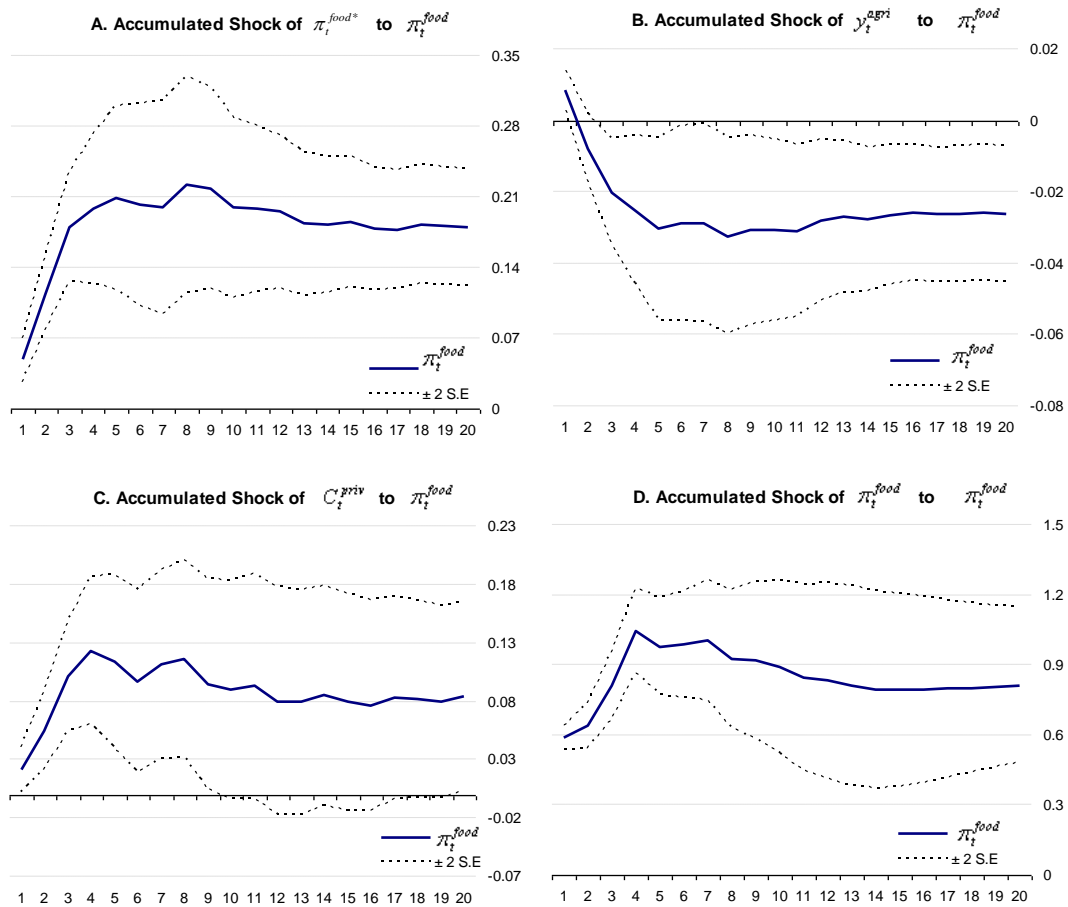 A. Accumulated Shock of π_t^{food*} to π_t^{food}
0.35
0.28
0.21
0.14
0.07
0
π_t^{food}
± 2 S.E
1 2 3 4 5 6 7 8 9 10 11 12 13 14 15 16 17 18 19 20
B. Accumulated Shock of y_t^{agri} to π_t^{food}
0.02
0
-0.02
-0.04
-0.06
-0.08
π_t^{food}
± 2 S.E
1 2 3 4 5 6 7 8 9 10 11 12 13 14 15 16 17 18 19 20
C. Accumulated Shock of C_t^{priv} to π_t^{food}
0.23
0.18
0.13
0.08
0.03
-0.02
-0.07
π_t^{food}
± 2 S.E
1 2 3 4 5 6 7 8 9 10 11 12 13 14 15 16 17 18 19 20
D. Accumulated Shock of π_t^{food} to π_t^{food}
1.5
1.2
0.9
0.6
0.3
0
π_t^{food}
± 2 S.E
1 2 3 4 5 6 7 8 9 10 11 12 13 14 15 16 17 18 19 20